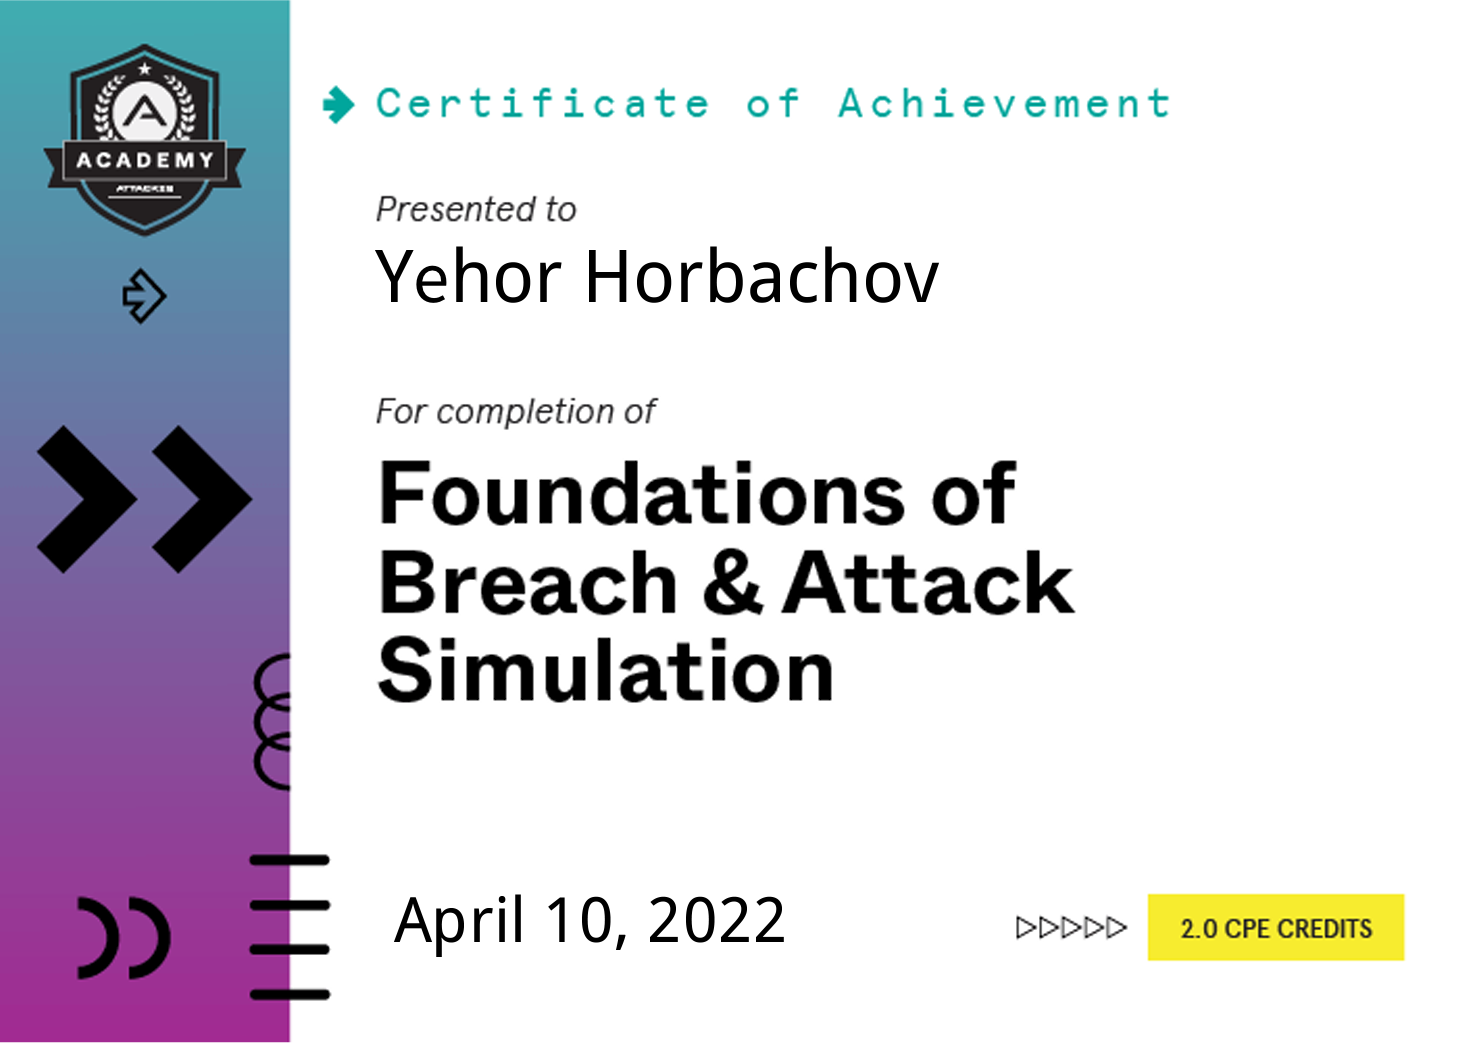 ACADEMY
ATTACKIQ
Certificate of Achievement
Presented to
Yehor Horbachov
For completion of
Foundations of
Breach & Attack
Simulation
April 10, 2022
2.0 CPE CREDITS